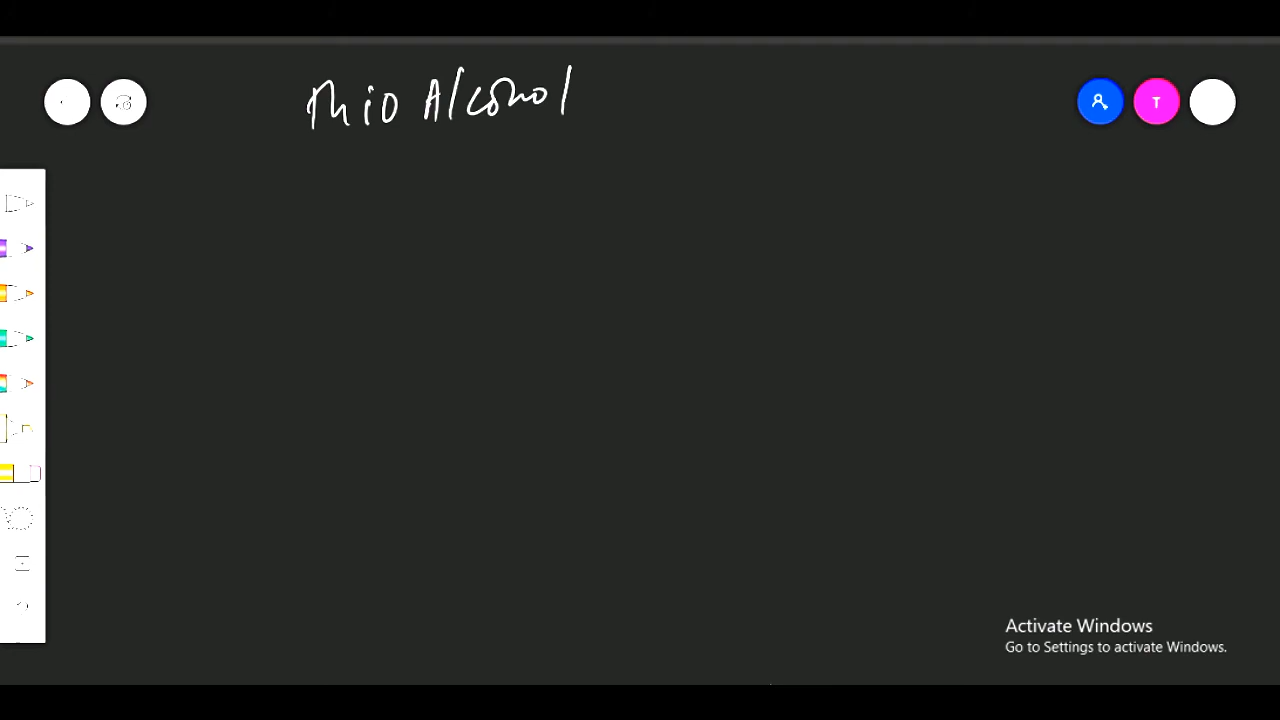 Thio Alcohol
T
Activate Windows
Go to Settings to activate Windows.